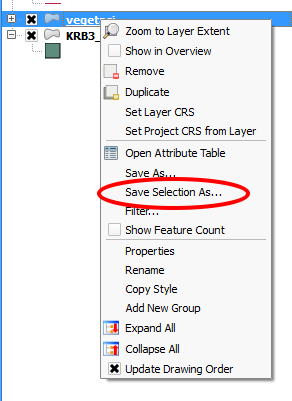 Zoom to Layer Extent
KRB3_
Show in Overview
Remove
Duplicate
Set Layer CRS
Set Project CRS from Layer
Open Attribute Table
Save As...
Save Selection As...
Filter...
Show Feature Count
Properties
Rename
Copy Style
Add New Group
Expand All
Collapse All
Update Drawing Order